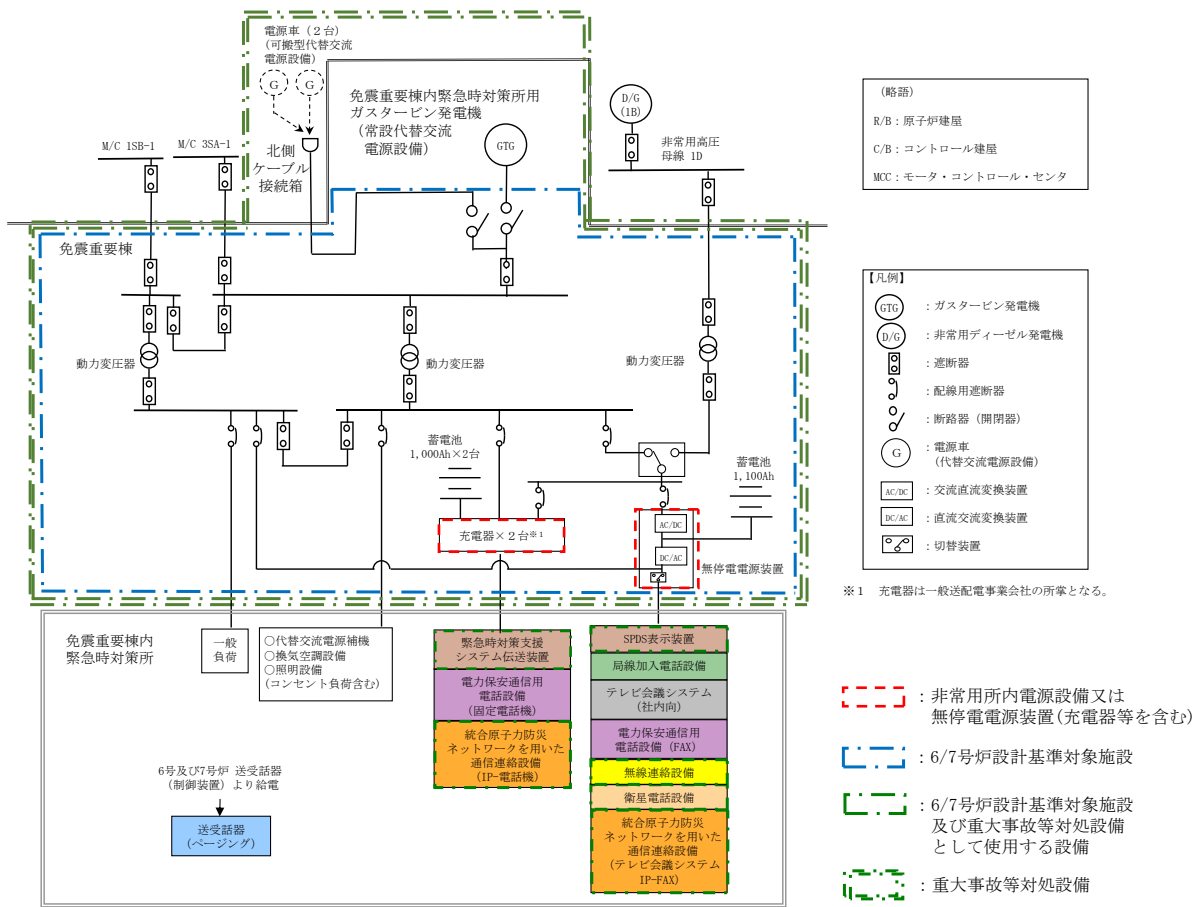 電源車（２台）
（可搬型代替交流
電源設備）
G
G
免震重要棟内緊急時対策所用
ガスタービン発電機
（常設代替交流
電源設備）
GTG
D/G
(1B)
非常用高圧
母線 1D
M/C 1SB-1
M/C 3SA-1
北側
ケーブル
接続箱
免震重要棟
動力変圧器
動力変圧器
動力変圧器
蓄電池
1,000Ah×2台
蓄電池
1,100Ah
充電器×２台※１
AC/DC
DC/AC
無停電電源装置
免震重要棟内
緊急時対策所
一般
負荷
○代替交流電源補機
○換気空調設備
○照明設備
(コンセント負荷含む)
緊急時対策支援
システム伝送装置
電力保安通信用
電話設備
(固定電話機)
統合原子力防災
ネットワークを用いた
通信連絡設備
(IP-電話機)
SPDS表示装置
局線加入電話設備
テレビ会議システム
(社内向)
電力保安通信用
電話設備(FAX)
無線連絡設備
衛星電話設備
統合原子力防災
ネットワークを用いた
通信連絡設備
(テレビ会議システム
IP-FAX)
6号及び7号炉 送受話器
(制御装置) より給電
送受話器
(ページング)
（略語）
R/B：原子炉建屋
C/B：コントロール建屋
MCC：モータ・コントロール・センタ
【凡例】
GTG
：ガスタービン発電機
D/G
：非常用ディーゼル発電機
：遮断器
：配線用遮断器
：断路器（開閉器）
G
：電源車
(代替交流電源設備)
AC/DC
：交流直流変換装置
DC/AC
：直流交流変換装置
：切替装置
※１　充電器は一般送配電事業会社の所掌となる。
：非常用所内電源設備又は
無停電電源装置(充電器等を含む)
：6/7号炉設計基準対象施設
：6/7号炉設計基準対象施設
及び重大事故等対処設備
として使用する設備
：重大事故等対処設備